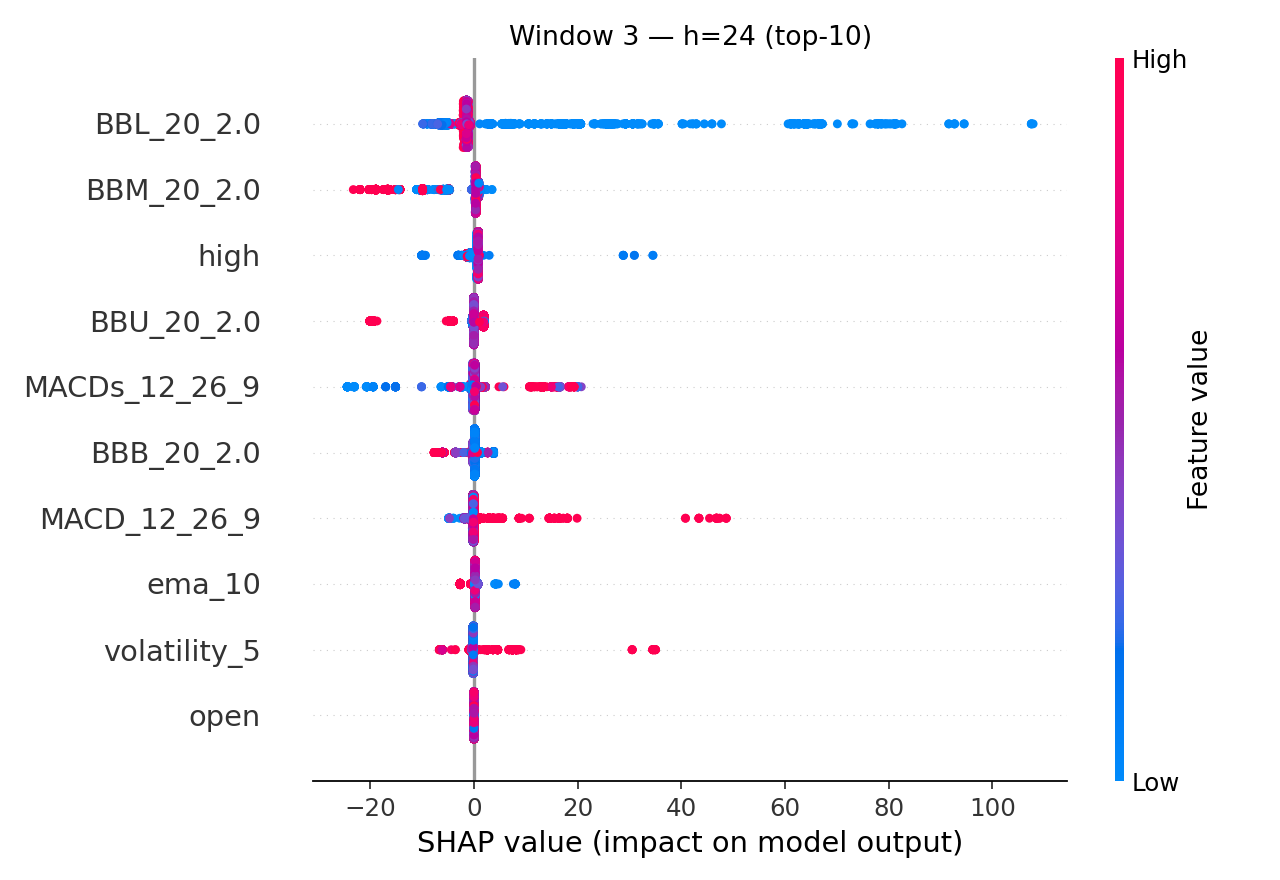 Window 3 — h=24 (top-10)
High
BBL_20_2.0
BBM_20_2.0
high
BBU_20_2.0
MACDs_12_26_9
BBB_20_2.0
MACD_12_26_9
ema_10
volatility_5
open
Feature value
Low
−20 0 20 40 60 80 100
SHAP value (impact on model output)